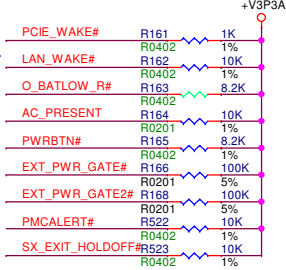 +V3P3A
PCIE_WAKE# R161 1K
R0402 1%
LAN_WAKE# R162 10K
R0402 1%
O_BATLOW_R# R163 8.2K
R0402
AC_PRESENT R164 10K
R0201 1%
PWRBTN# R165 8.2K
R0402 1%
EXT_PWR_GATE# R166 100K
R0201 5%
EXT_PWR_GATE2# R168 100K
R0201 5%
PMCALERT# R522 10K
R0402 1%
SX_EXIT_HOLDOFF# R523 10K
R0402 1%